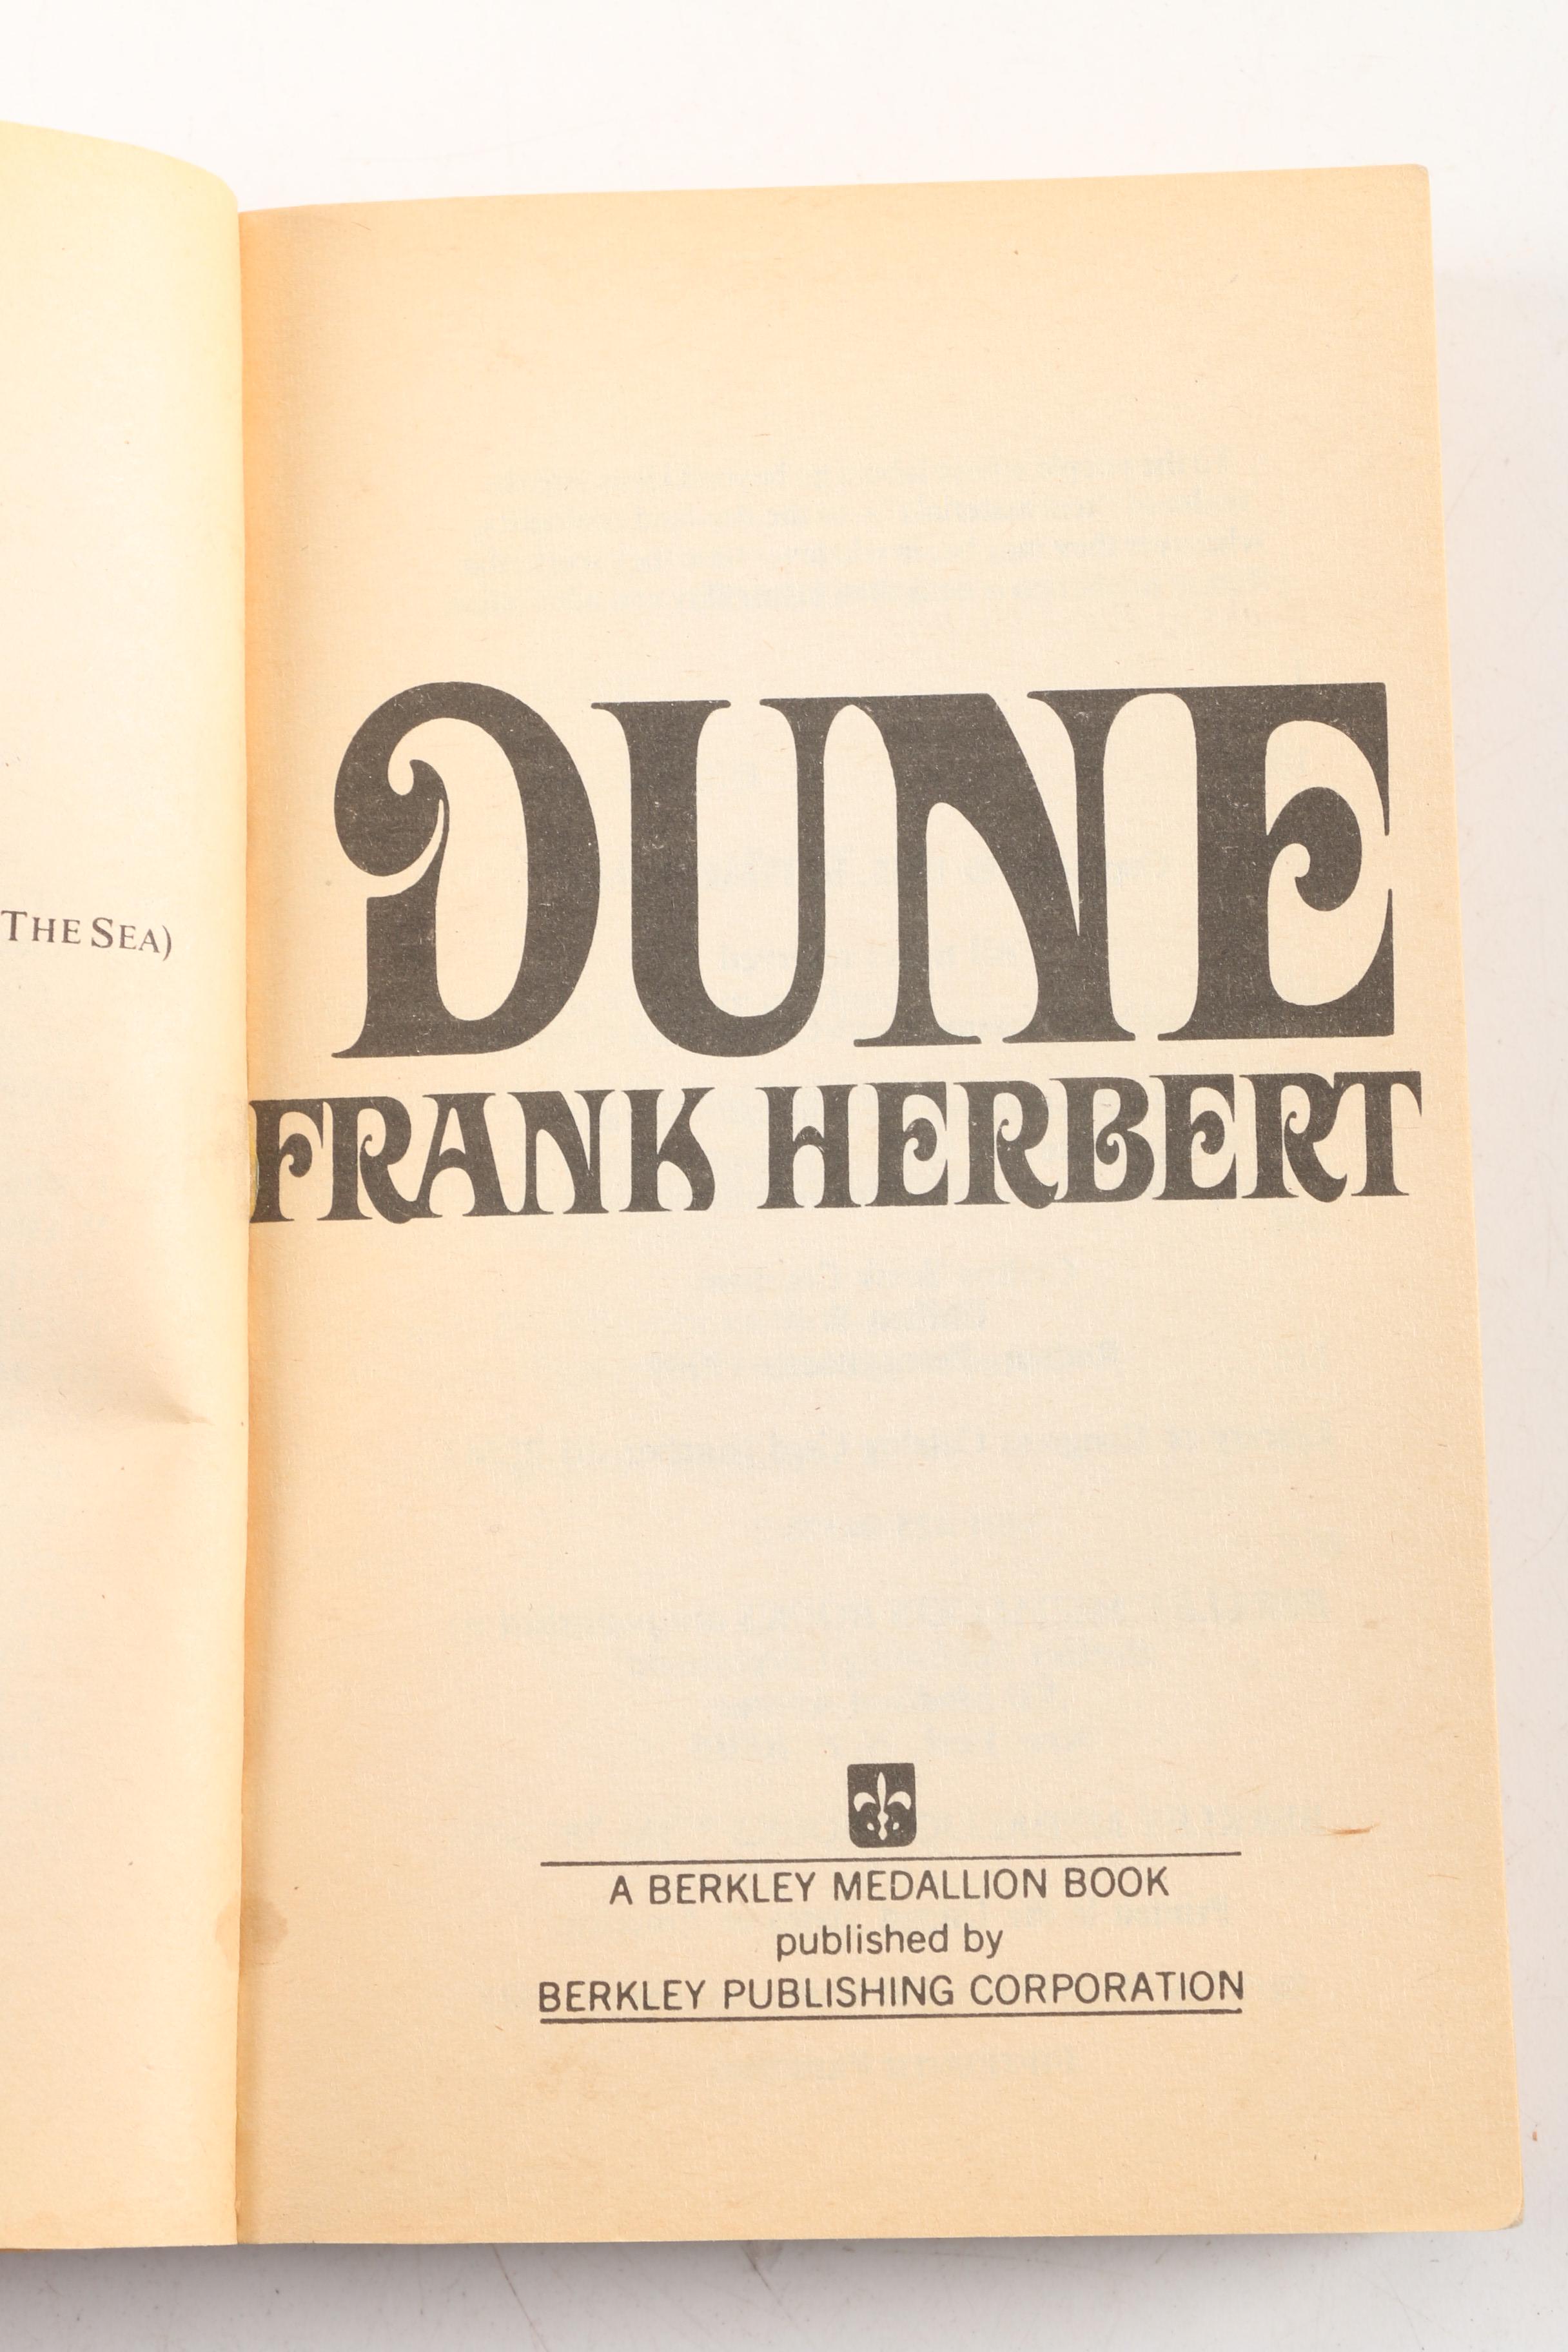 THE SEA)
DUNE
FRANK HERBERT
A BERKLEY MEDALLION BOOK
published by
BERKLEY PUBLISHING CORPORATION